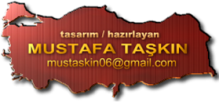 tasarım / hazırlayan
MUSTAFA TAŞKIN
mustaskin06@gmail.com